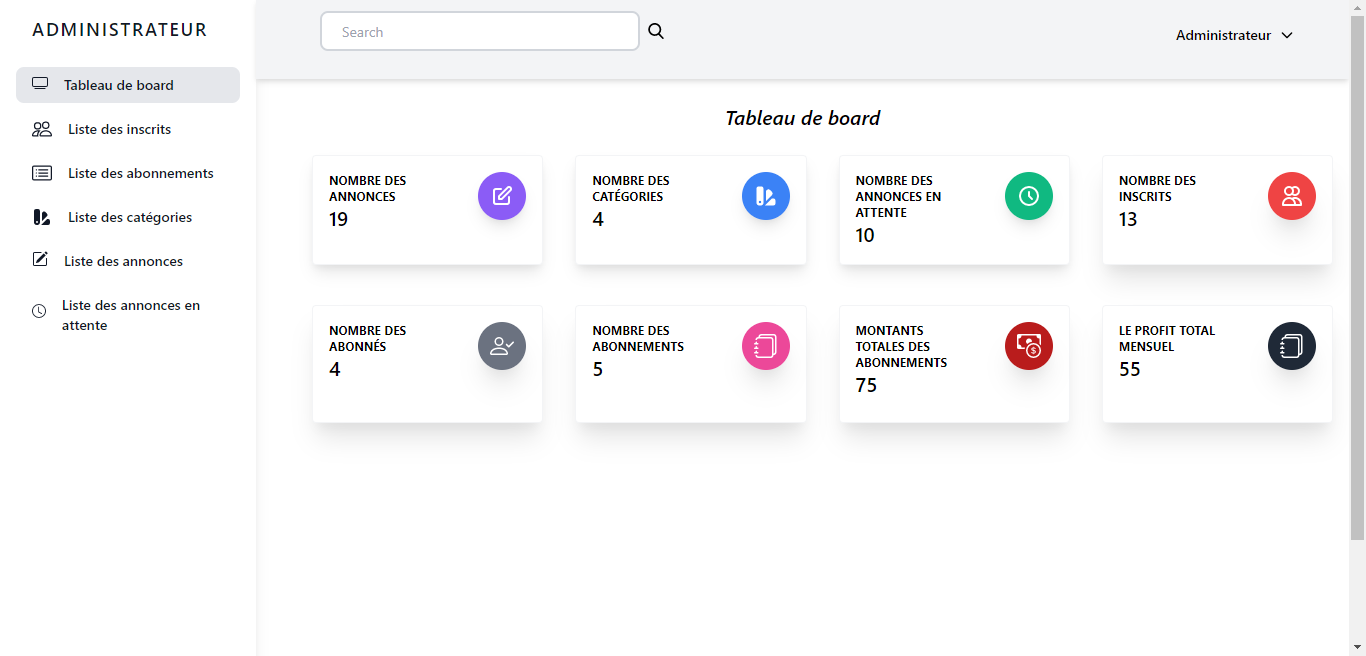 ADMINISTRATEUR
Search
Administrateur
Tableau de board
Liste des inscrits
Liste des abonnements
Liste des catégories
Liste des annonces
Liste des annonces en
attente
Tableau de board
NOMBRE DES
ANNONCES
19
NOMBRE DES
CATÉGORIES
4
NOMBRE DES
ANNONCES EN
ATTENTE
10
NOMBRE DES
INSCRITS
13
NOMBRE DES
ABONNÉS
4
NOMBRE DES
ABONNEMENTS
5
MONTANTS
TOTALES DES
ABONNEMENTS
75
LE PROFIT TOTAL
MENSUEL
55